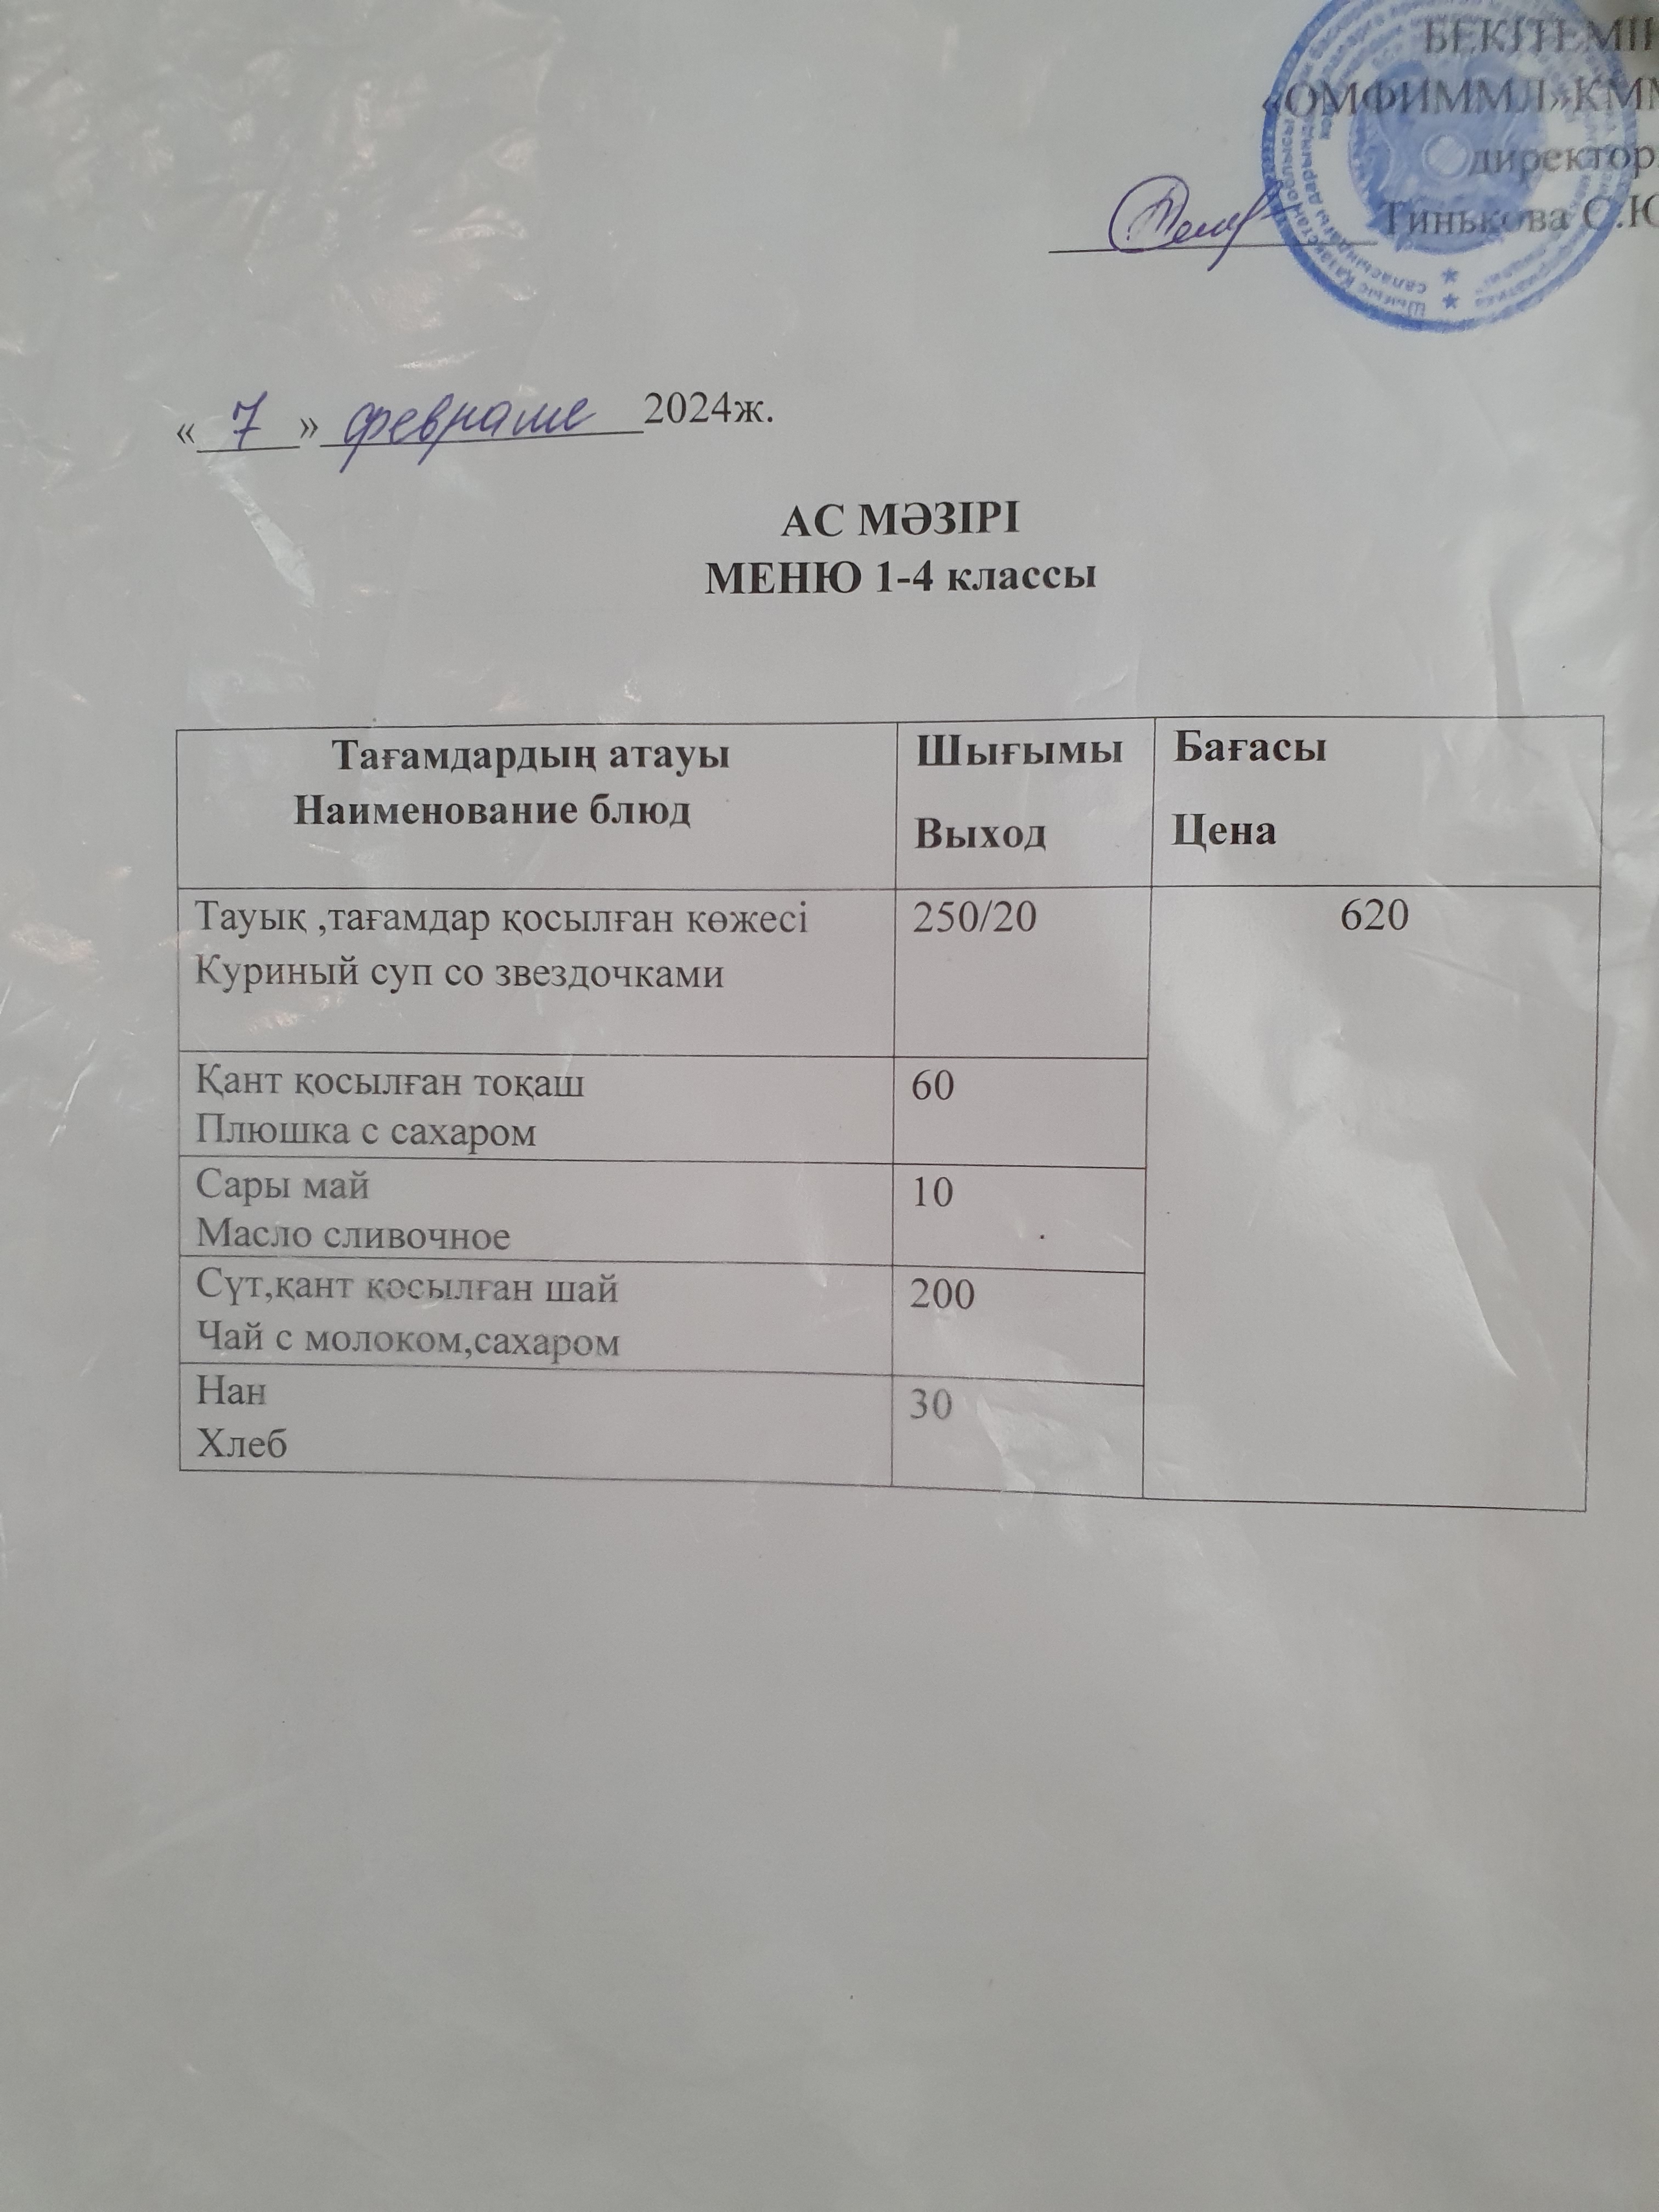 БЕКІТЕМІ
«ОМФИММЛ»КММ
директор
Тинькова С.Ю
«7» февраля 2024ж.
АС МӘЗІРІ
МЕНЮ 1-4 классы
Тағамдардың атауы
Наименование блюд
Шығымы
Выход
Бағасы
Цена
Тауық ,тағамдар қосылған көжесі
Куриный суп со звездочками
250/20
620
Қант қосылған тоқаш
Плюшка с сахаром
60
Сары май
Масло сливочное
10
Сүт,қант қосылған шай
Чай с молоком,сахаром
200
Нан
Хлеб
30